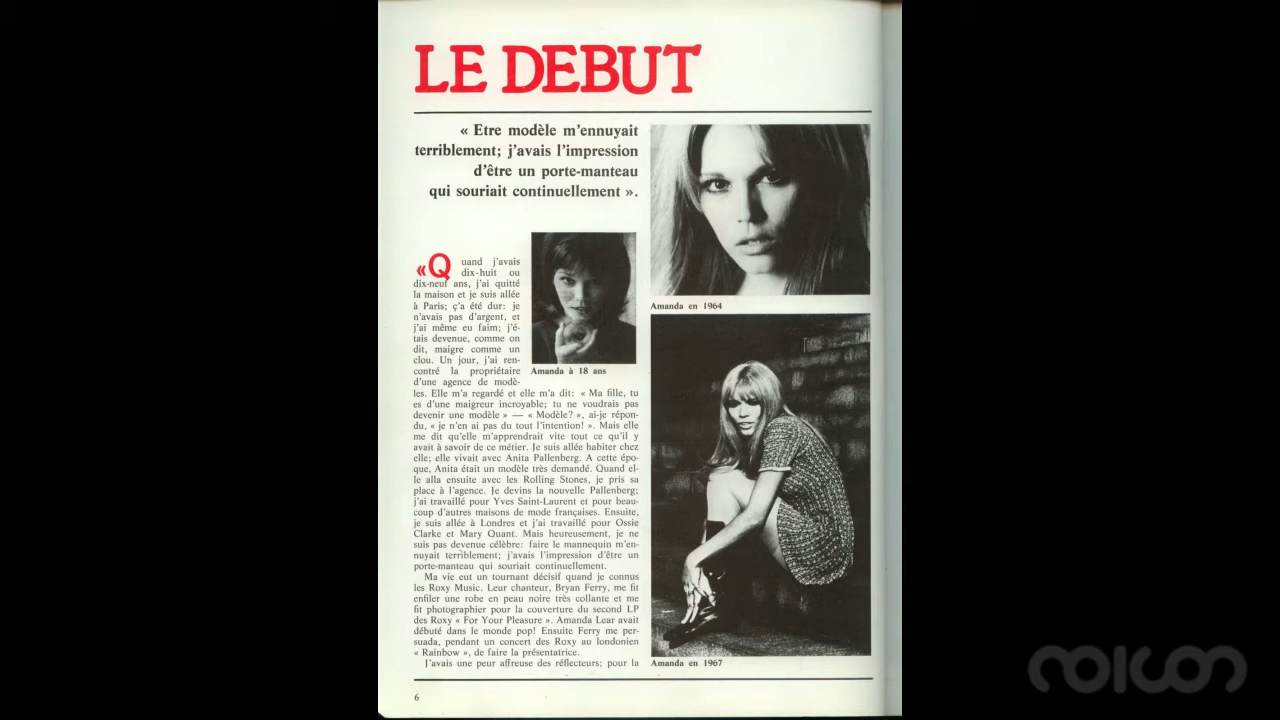 LE DEBUT
« Etre modèle m'ennuyait
terriblement; j'avais l'impression
d'être un porte-manteau
qui souriait continuellement ».
«Quand j'avais
dix-huit ou
dix-neuf ans, j'ai quitté
la maison et je suis allée
à Paris; ç'a été dur: je
n'avais pas d'argent, et
j'ai même eu faim; j'é-
tais devenue, comme on
dit, maigre comme un
clou. Un jour, j'ai ren-
contré la propriétaire
d'une agence de modè-
les. Elle m'a regardé et elle m'a dit: « Ma fille, tu
es d'une maigreur incroyable; tu ne voudrais pas
devenir une modèle » — « Modèle? », ai-je répon-
du, « je n'en ai pas du tout l'intention! ». Mais elle
me dit qu'elle m'apprendrait vite tout ce qu'il y
avait à savoir de ce métier. Je suis allée habiter chez
elle; elle vivait avec Anita Pallenberg. A cette épo-
que, Anita était un modèle très demandé. Quand el-
le alla ensuite avec les Rolling Stones, je pris sa
place à l'agence. Je devins la nouvelle Pallenberg;
j'ai travaillé pour Yves Saint-Laurent et pour beau-
coup d'autres maisons de mode françaises. Ensuite,
je suis allée à Londres et j'ai travaillé pour Ossie
Clarke et Mary Quant. Mais heureusement, je ne
suis pas devenue célèbre: faire le mannequin m'en-
nuyait terriblement; j'avais l'impression d'être un
porte-manteau qui souriait continuellement.
Ma vie eut un tournant décisif quand je connus
les Roxy Music. Leur chanteur, Bryan Ferry, me fit
enfiler une robe en peau noire très collante et me
fit photographier pour la couverture du second LP
des Roxy « For Your Pleasure ». Amanda Lear avait
débuté dans le monde pop! Ensuite Ferry me per-
suada, pendant un concert des Roxy au londonien
« Rainbow », de faire la présentatrice.
J'avais une peur affreuse des réflecteurs; pour la
Amanda à 18 ans
Amanda en 1964
Amanda en 1967
6